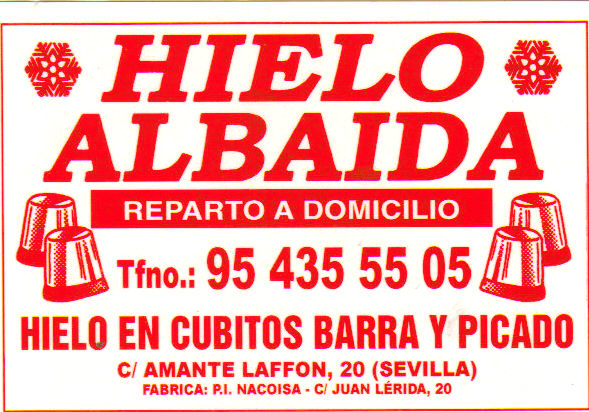 HIELO
ALBAIDA
REPARTO A DOMICILIO
Tfno.: 95 435 55 05
HIELO EN CUBITOS BARRA Y PICADO
C/ AMANTE LAFFON, 20 (SEVILLA)
FABRICA: P.I. NACOISA - C/ JUAN LÉRIDA, 20